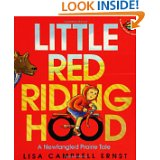 LITTLE
RED
RIDING
HOOD
A Newfangled Prairie Tale
LISA CAMPBELL ERNST